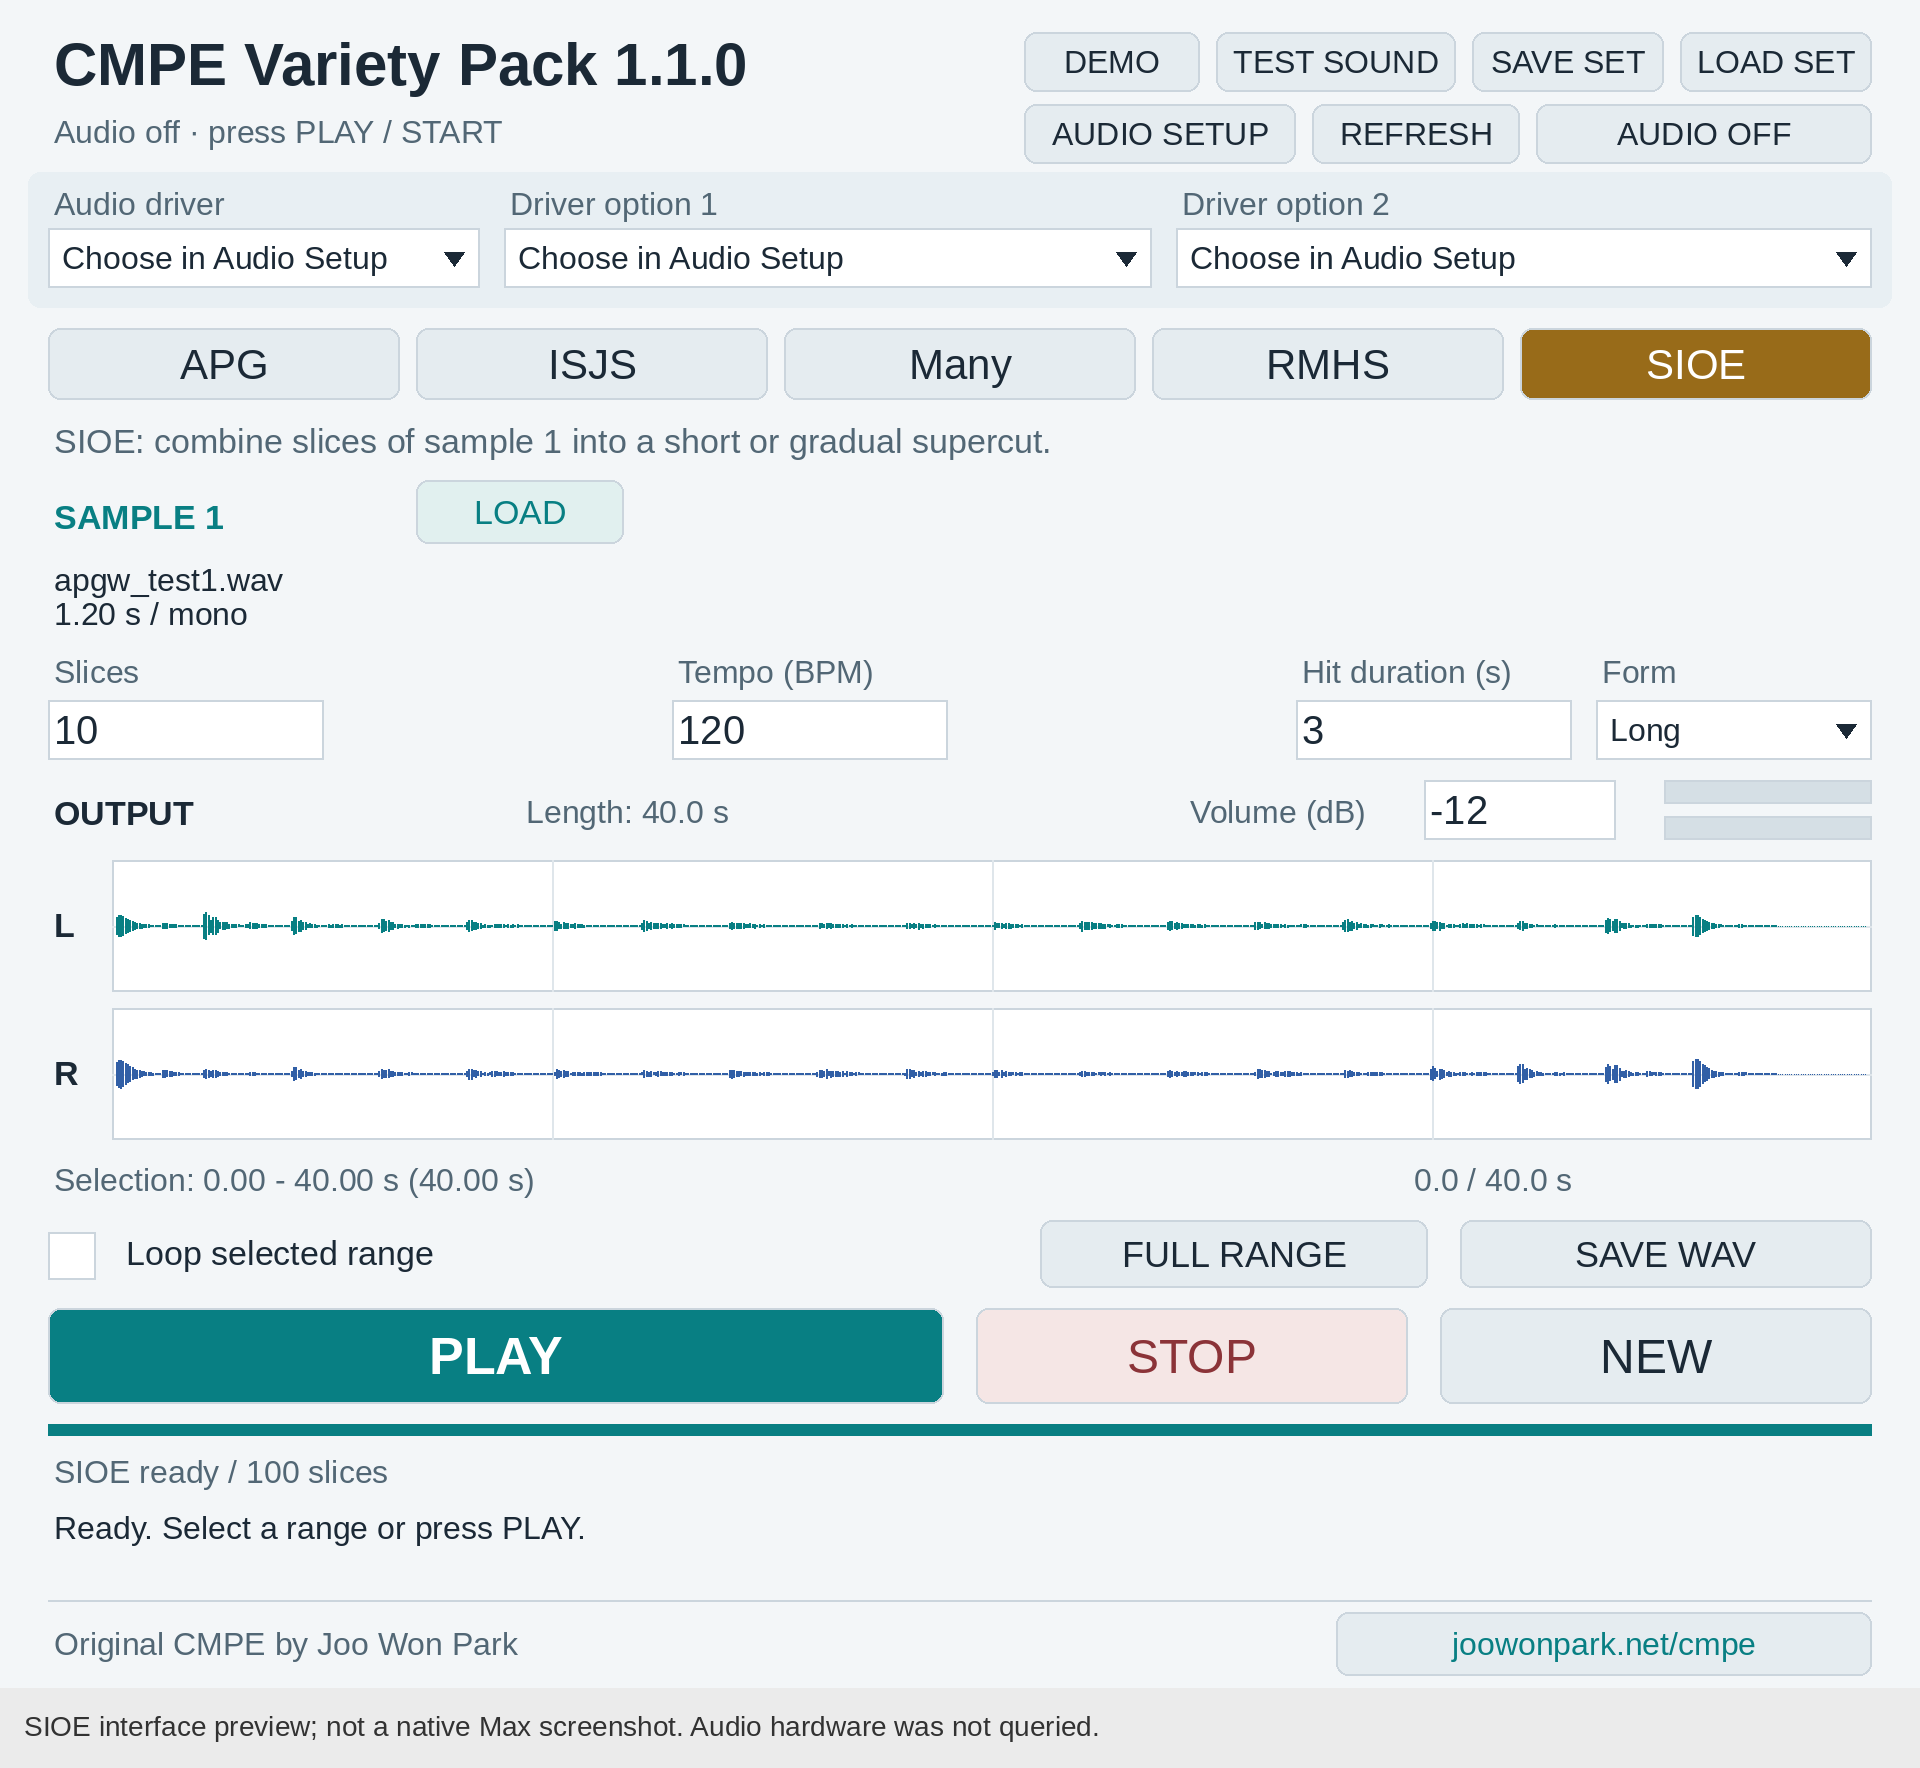 CMPE Variety Pack 1.1.0
DEMO
TEST SOUND
SAVE SET
LOAD SET
Audio off · press PLAY / START
AUDIO SETUP
REFRESH
AUDIO OFF
Audio driver
Driver option 1
Driver option 2
Choose in Audio Setup
Choose in Audio Setup
Choose in Audio Setup
APG
ISJS
Many
RMHS
SIOE
SIOE: combine slices of sample 1 into a short or gradual supercut.
SAMPLE 1
LOAD
apgw_test1.wav
1.20 s / mono
Slices
Tempo (BPM)
Hit duration (s)
Form
10
120
3
Long
OUTPUT
Length: 40.0 s
Volume (dB)
-12
L
R
Selection: 0.00 - 40.00 s (40.00 s)
0.0 / 40.0 s
Loop selected range
FULL RANGE
SAVE WAV
PLAY
STOP
NEW
SIOE ready / 100 slices
Ready. Select a range or press PLAY.
Original CMPE by Joo Won Park
joowonpark.net/cmpe
SIOE interface preview; not a native Max screenshot. Audio hardware was not queried.